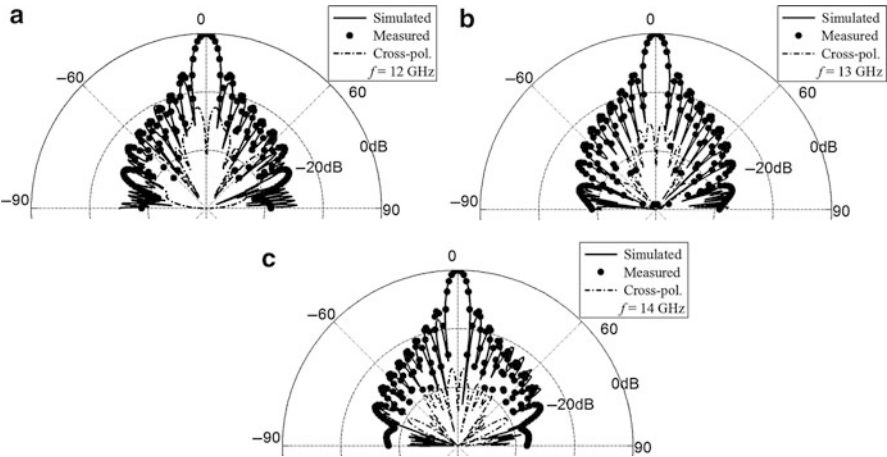 a
0
Simulated
Measured
Cross-pol.
f = 12 GHz
−60
60
0dB
−20dB
−90
90
b
0
Simulated
Measured
Cross-pol.
f = 13 GHz
−60
60
0dB
−20dB
−90
90
c
0
Simulated
Measured
Cross-pol.
f = 14 GHz
−60
60
0dB
−20dB
−90
90